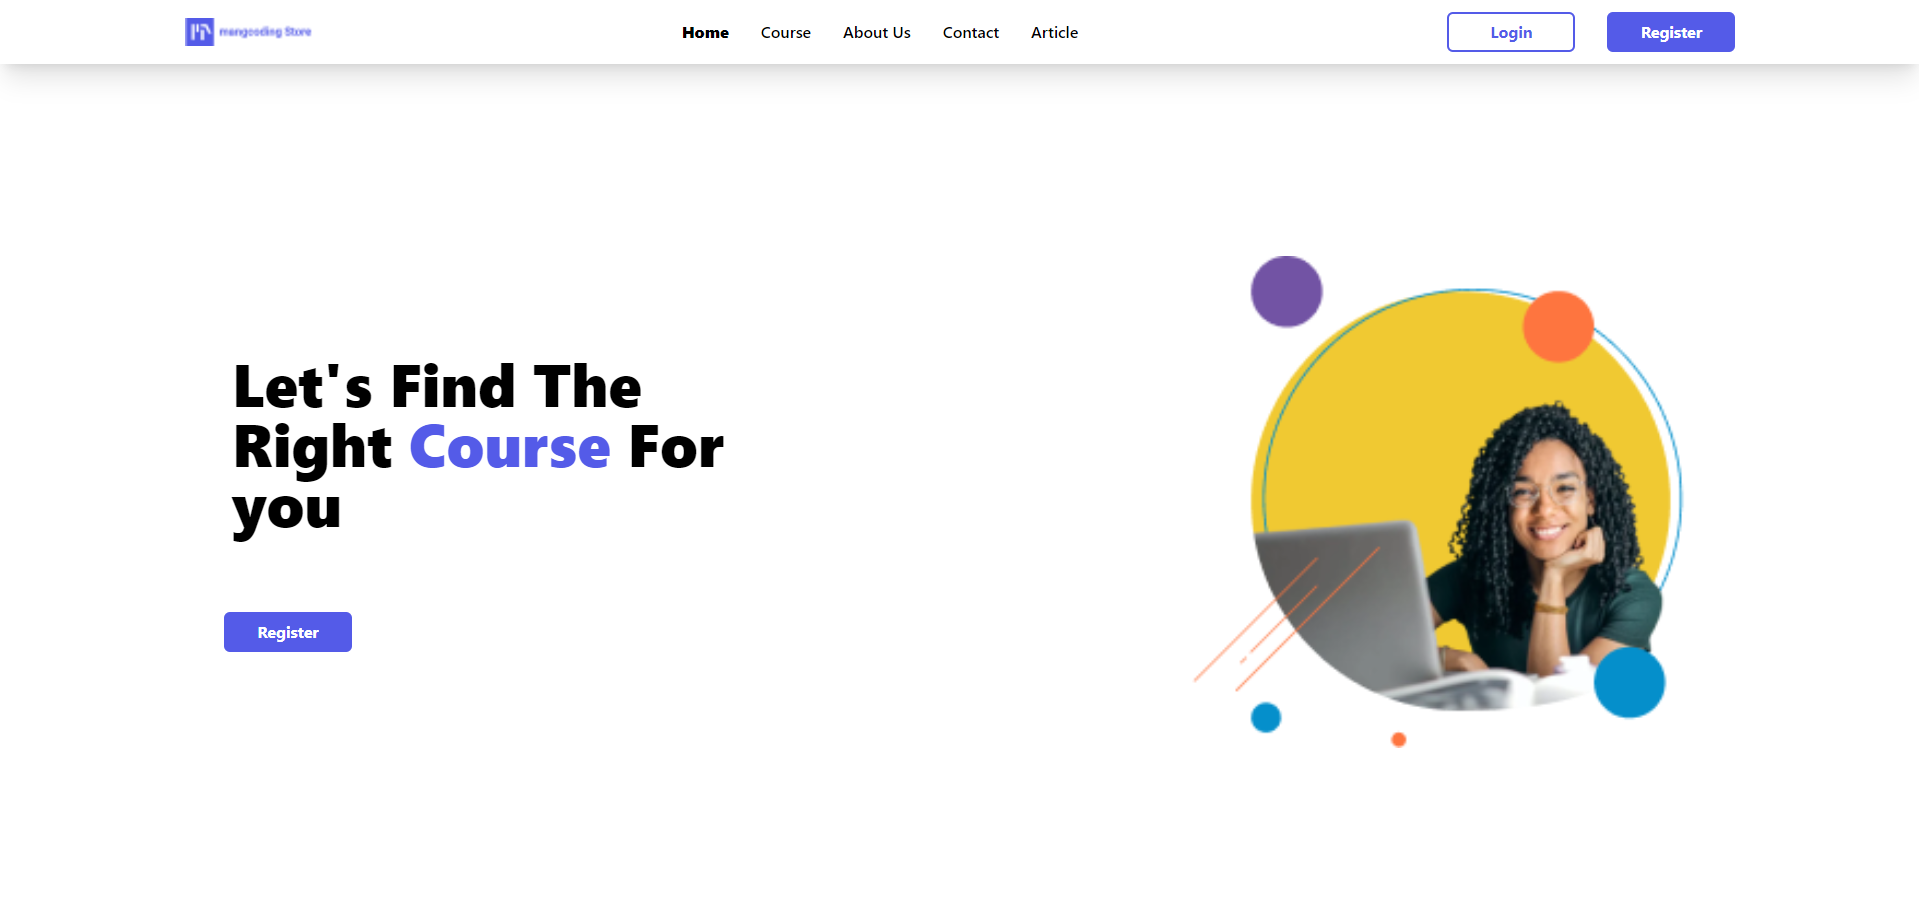 mangcoding Store
Home Course About Us Contact Article
Login Register
Let's Find The
Right Course For
you
Register